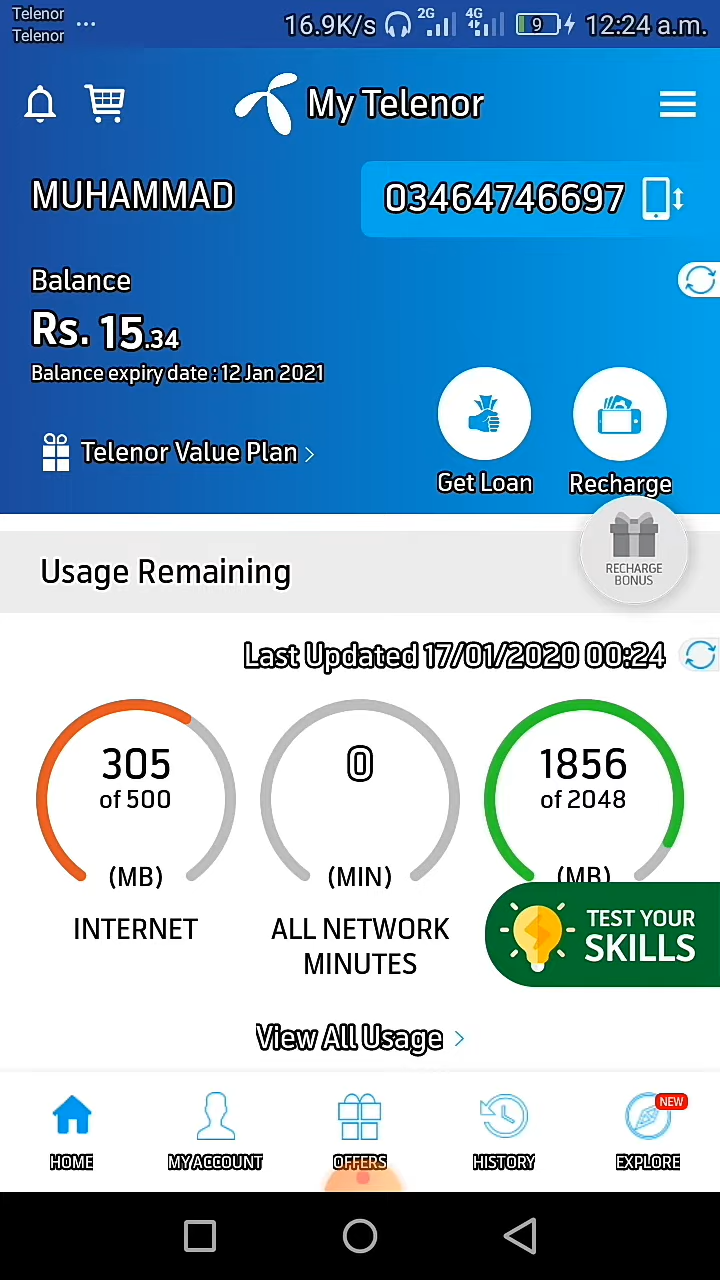 Telenor
Telenor
16.9K/s 2G 4G 9 12:24 a.m.
My Telenor
MUHAMMAD
03464746697
Balance
Rs. 15.34
Balance expiry date : 12 Jan 2021
Telenor Value Plan
Get Loan
Recharge
RECHARGE
BONUS
Usage Remaining
Last Updated 17/01/2020 00:24
305
of 500
(MB)
INTERNET
0
(MIN)
ALL NETWORK
MINUTES
1856
of 2048
(MB)
TEST YOUR
SKILLS
View All Usage
HOME
MY ACCOUNT
OFFERS
HISTORY
EXPLORE
NEW